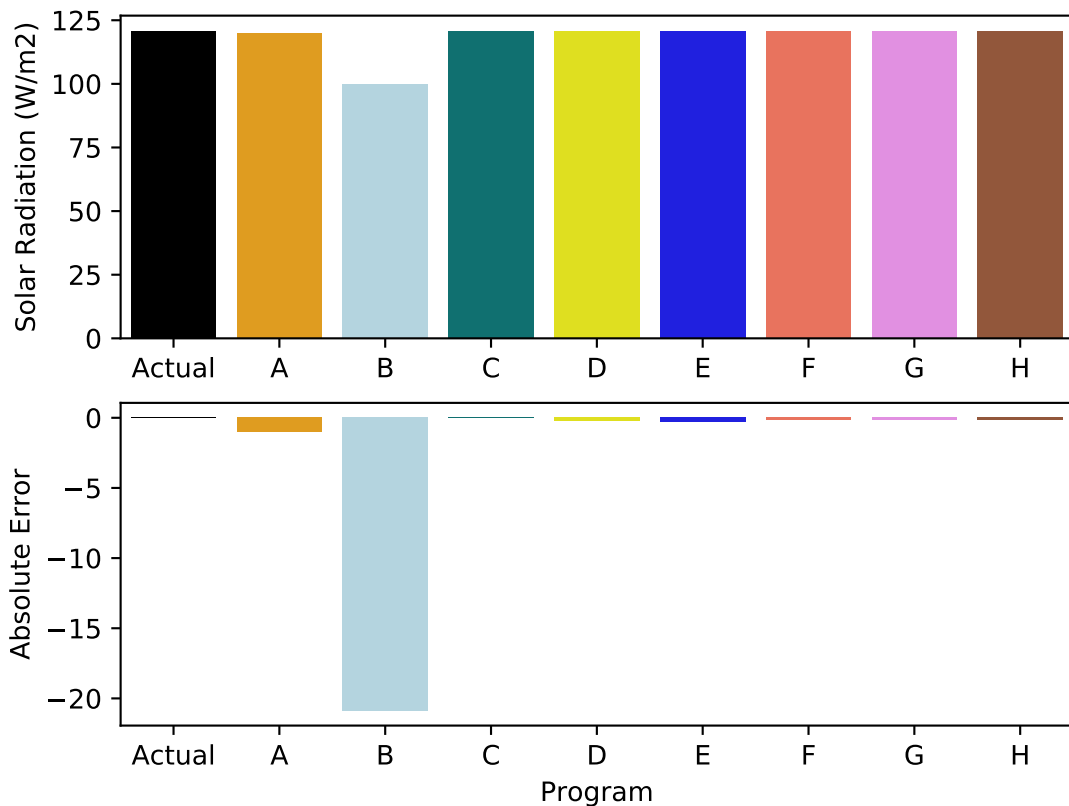 Solar Radiation (W/m2)
125
100
75
50
25
0
Actual A B C D E F G H
Absolute Error
0
−5
−10
−15
−20
Actual A B C D E F G H
Program